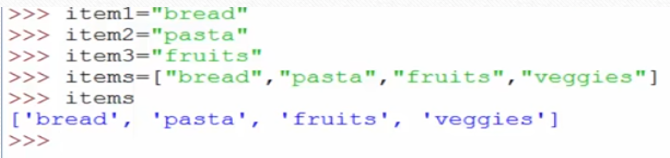 >>> item1="bread"
>>> item2="pasta"
>>> item3="fruits"
>>> items=["bread","pasta","fruits","veggies"]
>>> items
['bread', 'pasta', 'fruits', 'veggies']
>>>